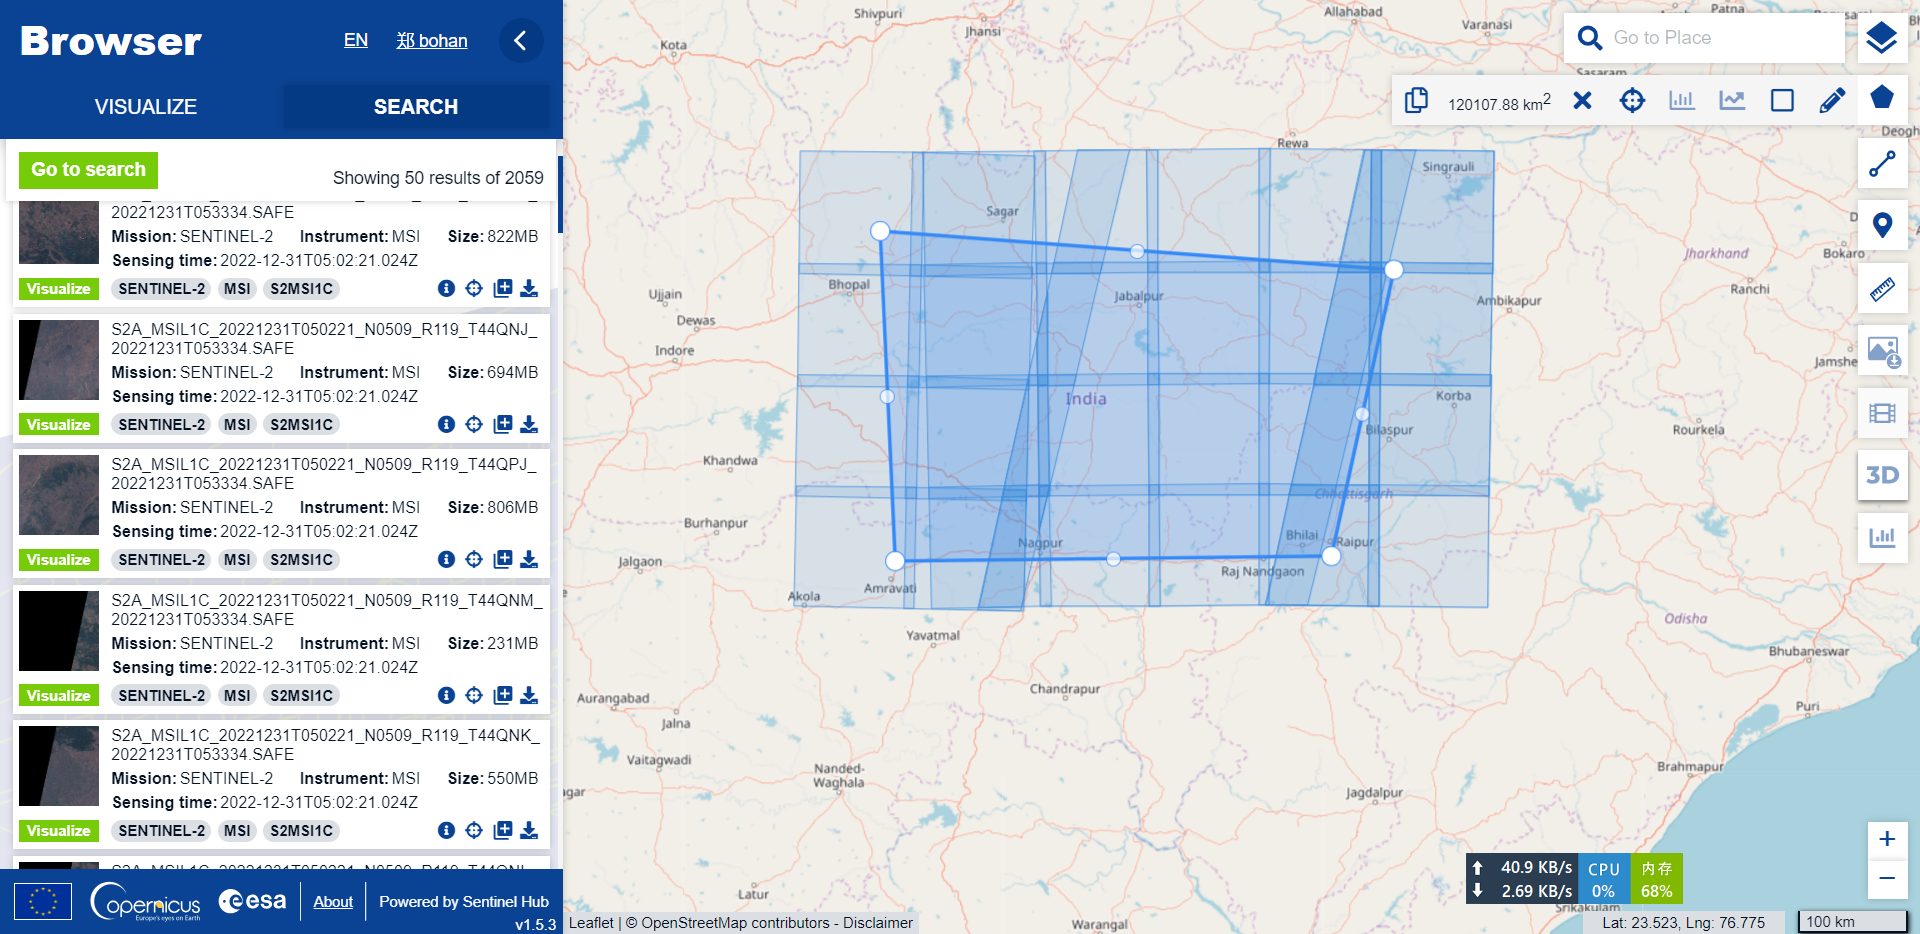 Browser
EN
郑 bohan
VISUALIZE
SEARCH
Go to search
Showing 50 results of 2059
20221231T053334.SAFE
Mission: SENTINEL-2 Instrument: MSI Size: 822MB
Sensing time: 2022-12-31T05:02:21.024Z
Visualize SENTINEL-2 MSI S2MSI1C
S2A_MSIL1C_20221231T050221_N0509_R119_T44QNJ_
20221231T053334.SAFE
Mission: SENTINEL-2 Instrument: MSI Size: 694MB
Sensing time: 2022-12-31T05:02:21.024Z
Visualize SENTINEL-2 MSI S2MSI1C
S2A_MSIL1C_20221231T050221_N0509_R119_T44QPJ_
20221231T053334.SAFE
Mission: SENTINEL-2 Instrument: MSI Size: 806MB
Sensing time: 2022-12-31T05:02:21.024Z
Visualize SENTINEL-2 MSI S2MSI1C
S2A_MSIL1C_20221231T050221_N0509_R119_T44QNM_
20221231T053334.SAFE
Mission: SENTINEL-2 Instrument: MSI Size: 231MB
Sensing time: 2022-12-31T05:02:21.024Z
Visualize SENTINEL-2 MSI S2MSI1C
S2A_MSIL1C_20221231T050221_N0509_R119_T44QNK_
20221231T053334.SAFE
Mission: SENTINEL-2 Instrument: MSI Size: 550MB
Sensing time: 2022-12-31T05:02:21.024Z
Visualize SENTINEL-2 MSI S2MSI1C
opernicus
Europe's eyes on Earth
esa
About
Powered by Sentinel Hub
v1.5.3
Go to Place
120107.88 km2
3D
Shivpuri
Jhansi
Kota
Allahabad
Varanasi
Patna
Sasaram
Rewa
Singrauli
Deogh
Sagar
Jharkhand
Bokaro
Ranchi
Bhopal
Jabalpur
Ambikapur
Ujjain
Dewas
Indore
Jamshe
India
Korba
Bilaspur
Rourkela
Khandwa
Chhattisgarh
Burhanpur
Nagpur
Bhilai
Raipur
Jalgaon
Raj Nandgaon
Amravati
Akola
Yavatmal
Odisha
Bhubaneswar
Aurangabad
Chandrapur
Jalna
Puri
Vaitagwadi
Nanded-
Waghala
Brahmapur
Jagdalpur
agar
Latur
Warangal
Srikakulam
40.9 KB/s
2.69 KB/s
CPU
0%
内存
68%
Leaflet | © OpenStreetMap contributors - Disclaimer
Lat: 23.523, Lng: 76.775
100 km